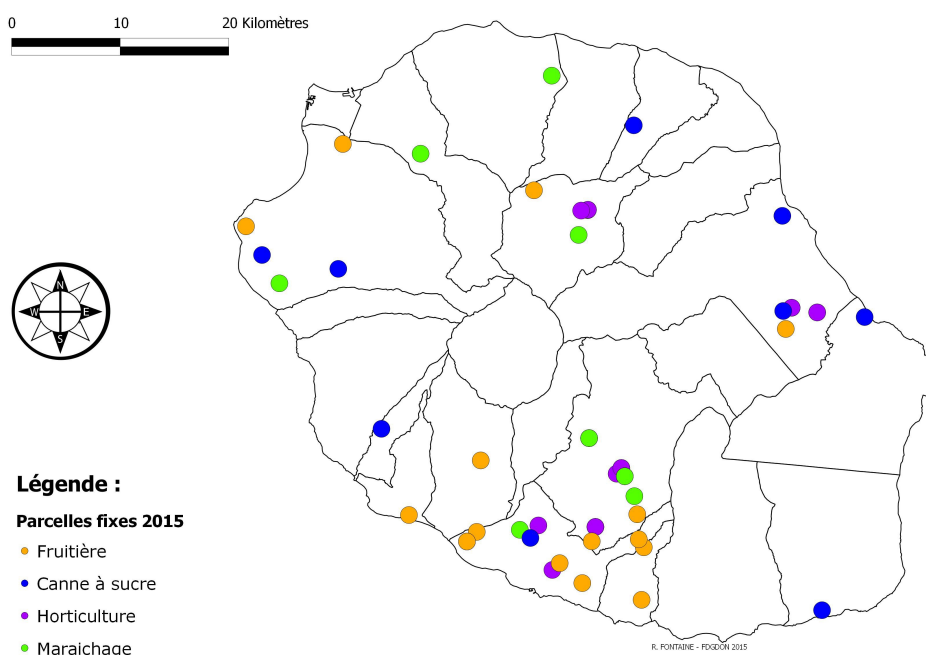 0 10 20 Kilomètres
N
W E
S
Légende :
Parcelles fixes 2015
Fruitière
Canne à sucre
Horticulture
Maraichage
R. FONTAINE - FDGDON 2015